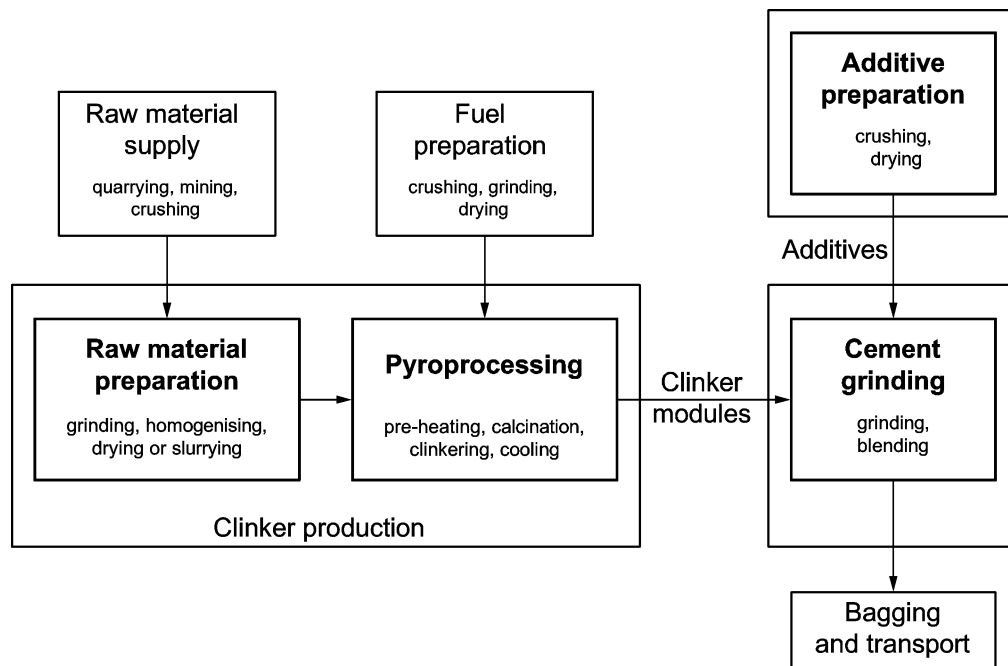 Raw material
supply
quarrying, mining,
crushing
Fuel
preparation
crushing, grinding,
drying
Additive
preparation
crushing,
drying
Additives
Raw material
preparation
grinding, homogenising,
drying or slurrying
Pyroprocessing
pre-heating, calcination,
clinkering, cooling
Clinker
modules
Cement
grinding
grinding,
blending
Clinker production
Bagging
and transport